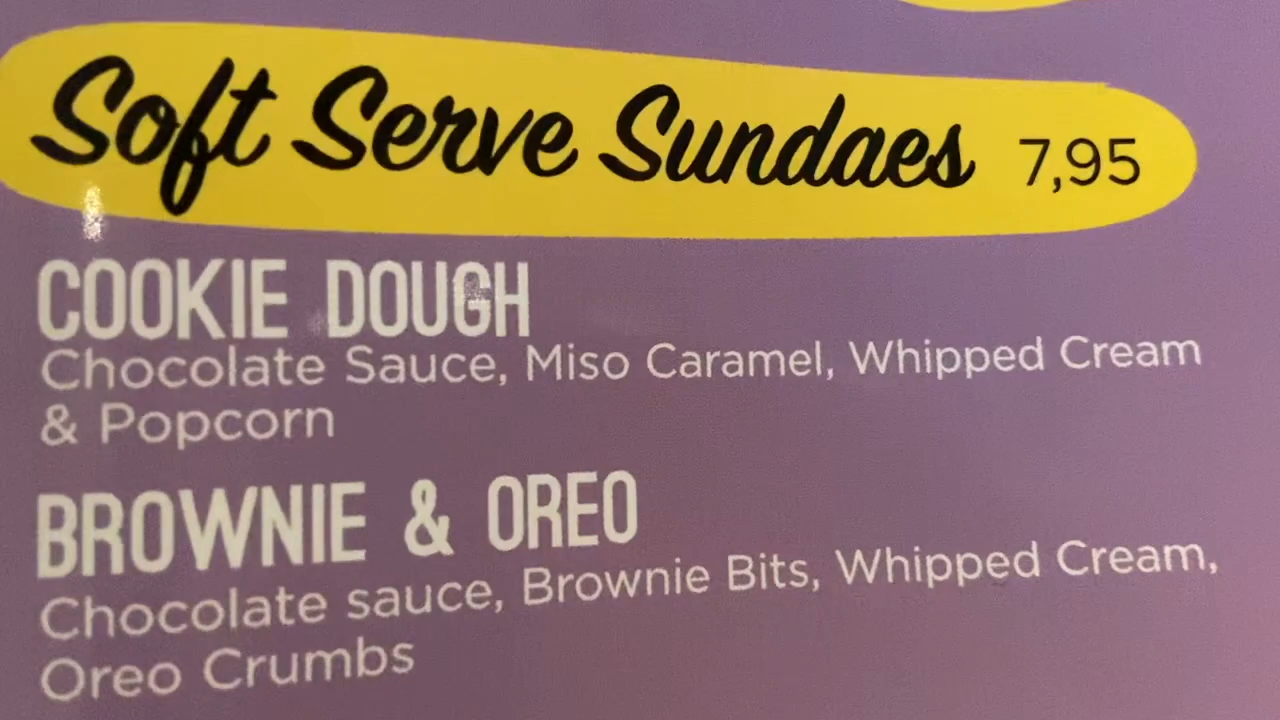 Soft Serve Sundaes 7,95
COOKIE DOUGH
Chocolate Sauce, Miso Caramel, Whipped Cream
& Popcorn
BROWNIE & OREO
Chocolate sauce, Brownie Bits, Whipped Cream,
Oreo Crumbs